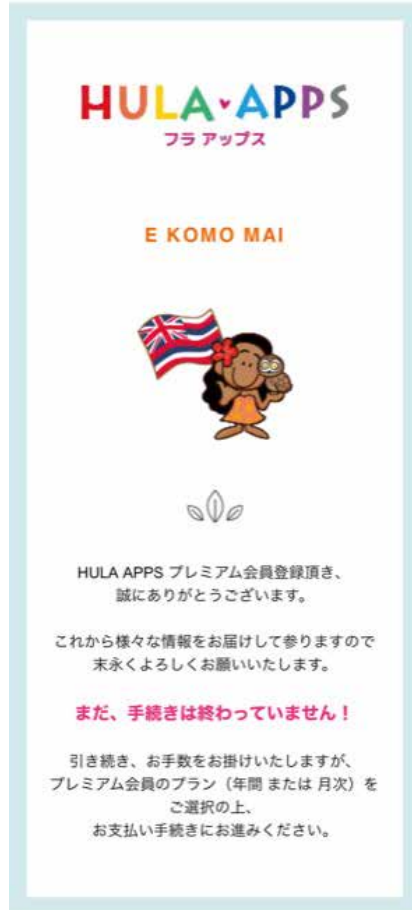 HULA APPS
フラ アップス
E KOMO MAI
HULA APPS プレミアム会員登録頂き、
誠にありがとうございます。
これから様々な情報をお届けして参りますので
末永くよろしくお願いいたします。
まだ、手続きは終わっていません！
引き続き、お手数をお掛けいたしますが、
プレミアム会員のプラン（年間 または 月次）を
ご選択の上、
お支払い手続きにお進みください。